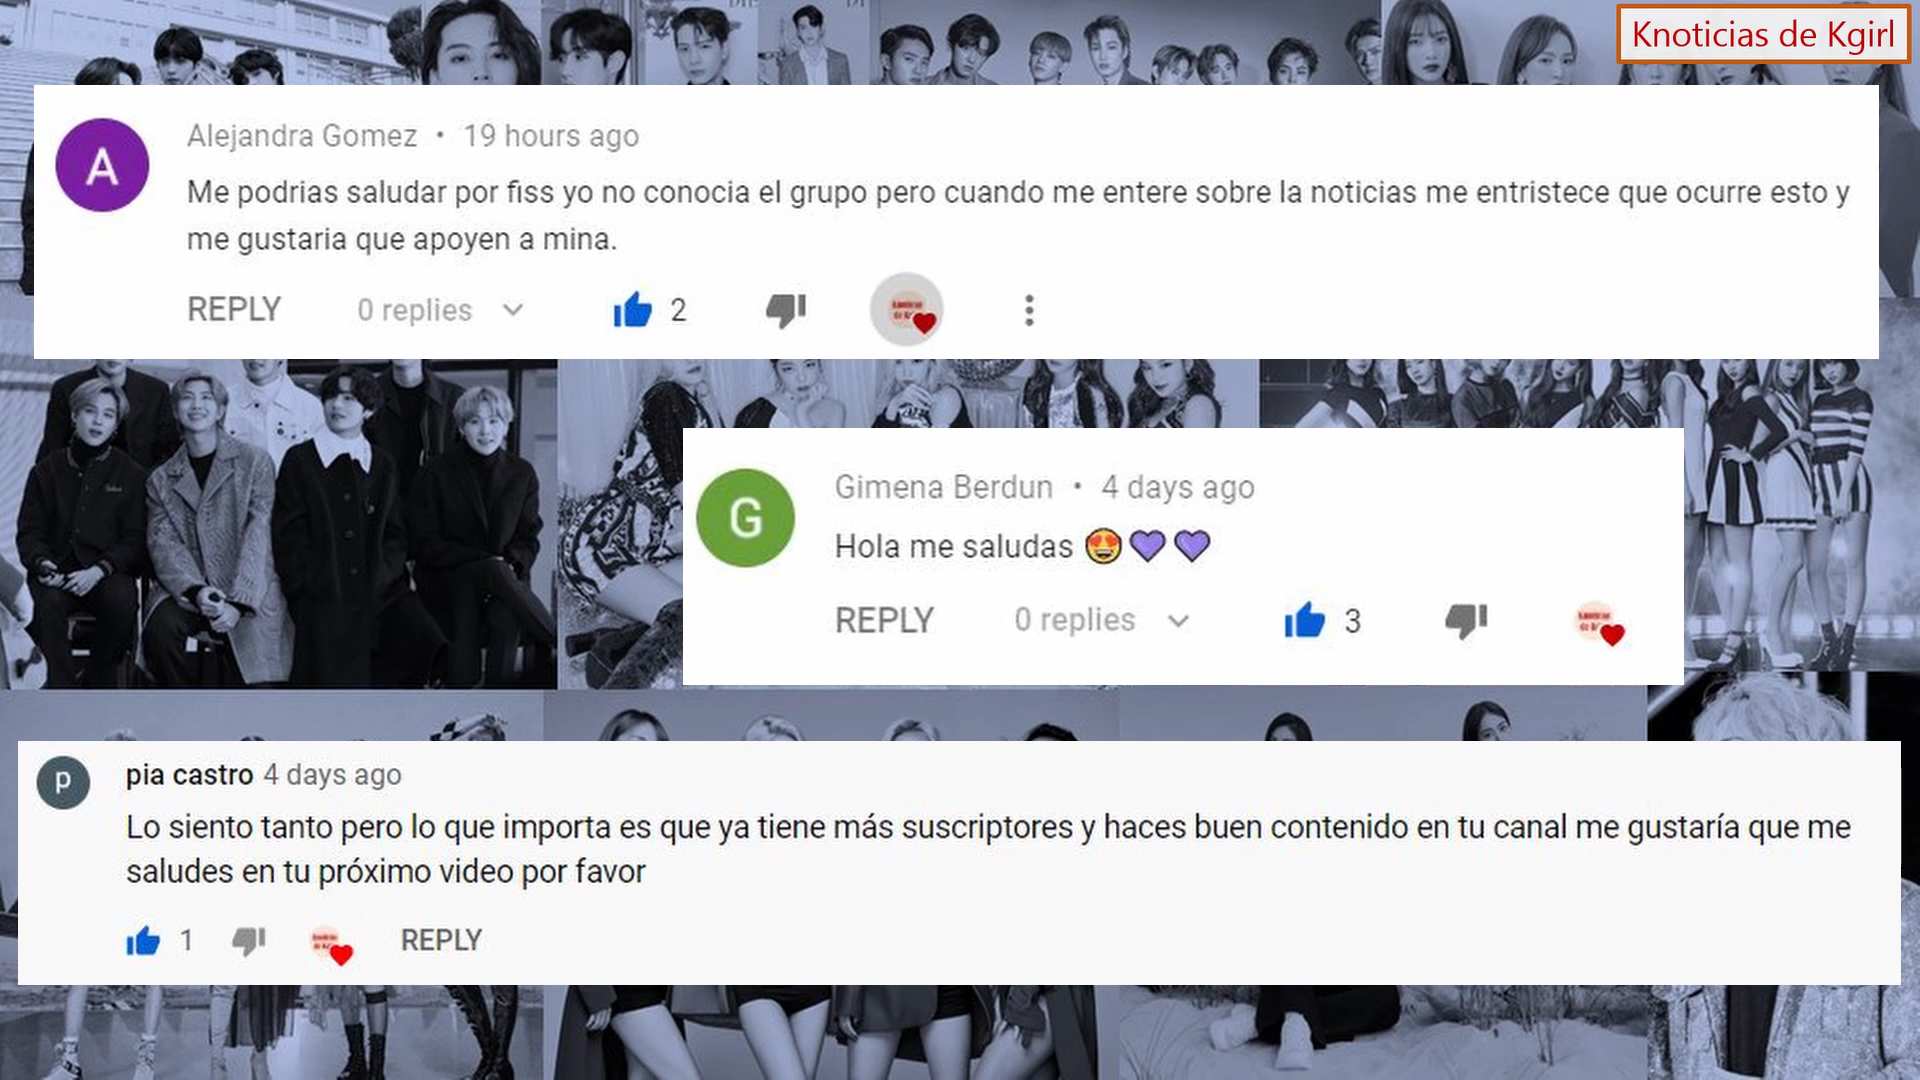 Knoticias de Kgirl
A
Alejandra Gomez • 19 hours ago
Me podrias saludar por fiss yo no conocia el grupo pero cuando me entere sobre la noticias me entristece que ocurre esto y
me gustaria que apoyen a mina.
REPLY 0 replies 2
G
Gimena Berdun • 4 days ago
Hola me saludas 😍💜💜
REPLY 0 replies 3
p
pia castro 4 days ago
Lo siento tanto pero lo que importa es que ya tiene más suscriptores y haces buen contenido en tu canal me gustaría que me
saludes en tu próximo video por favor
1 REPLY